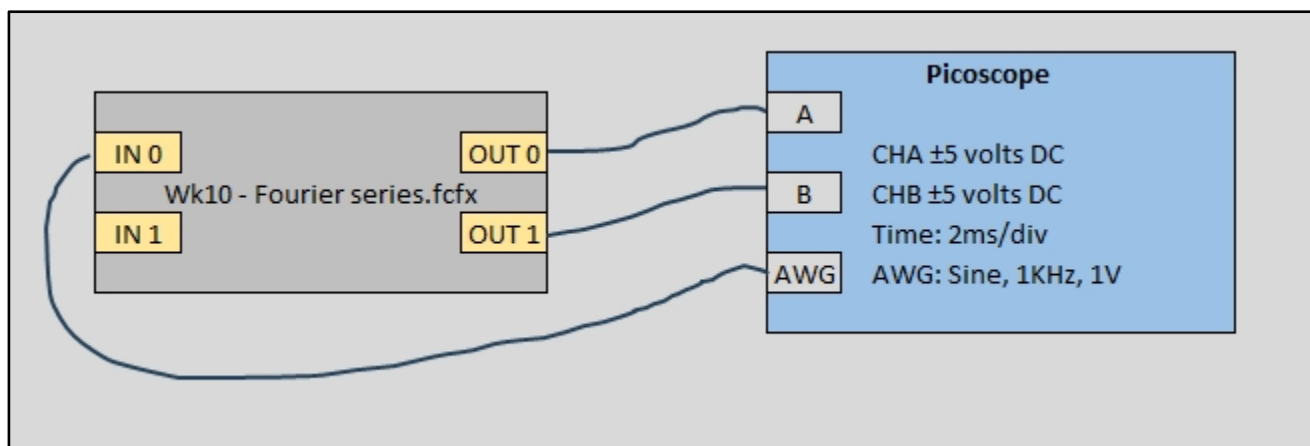 Picoscope
A
IN 0
OUT 0
CHA ±5 volts DC
Wk10 - Fourier series.fcfx
B
CHB ±5 volts DC
IN 1
OUT 1
Time: 2ms/div
AWG
AWG: Sine, 1KHz, 1V